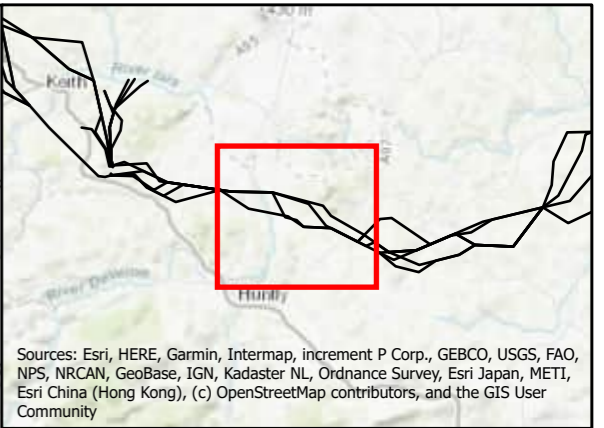 1430 m
A95
River Isla
Keith
River Deveron
Huntly
Sources: Esri, HERE, Garmin, Intermap, increment P Corp., GEBCO, USGS, FAO,
NPS, NRCAN, GeoBase, IGN, Kadaster NL, Ordnance Survey, Esri Japan, METI,
Esri China (Hong Kong), (c) OpenStreetMap contributors, and the GIS User
Community